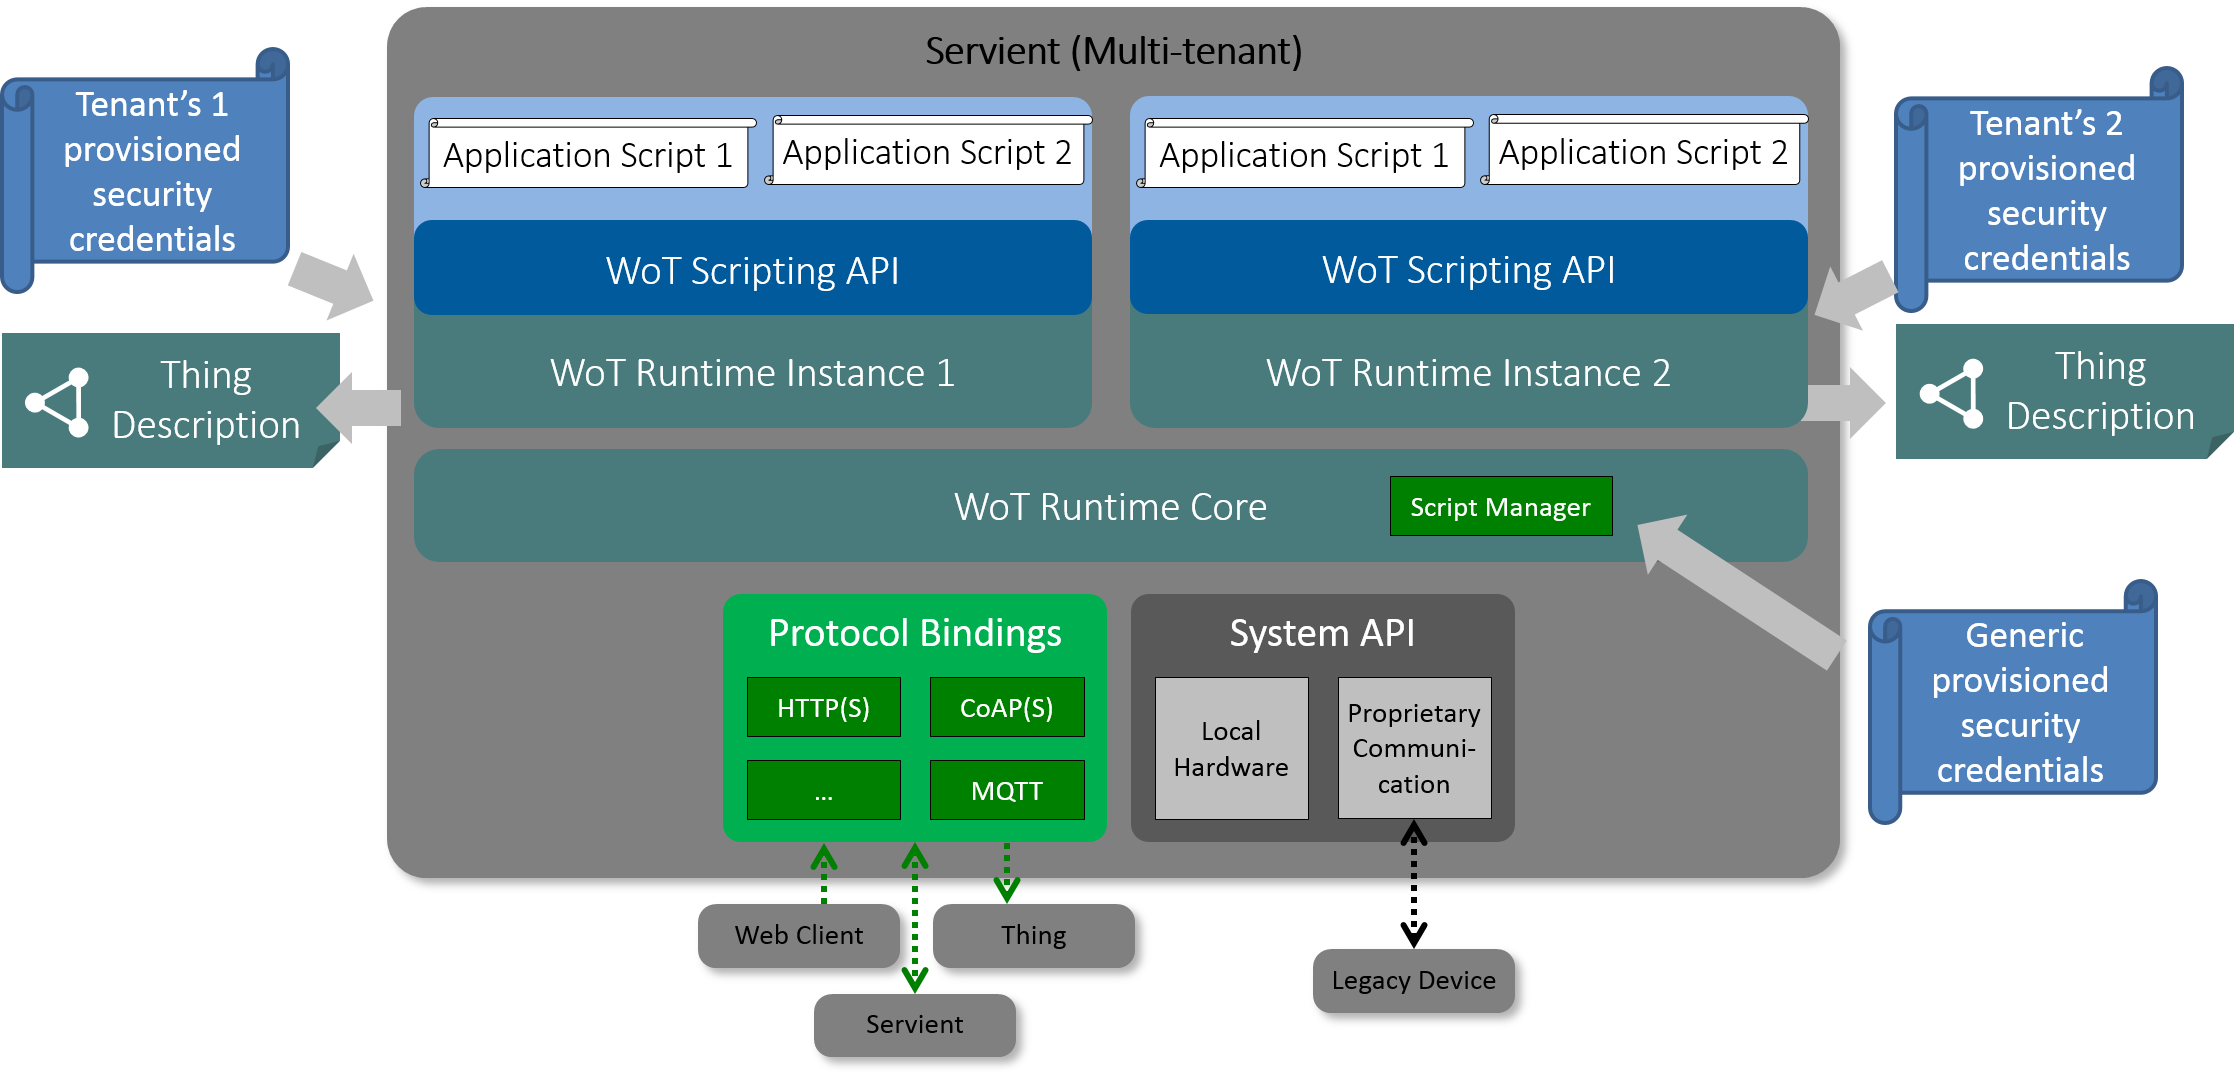 Servient (Multi-tenant)
Tenant's 1
provisioned
security
credentials
Application Script 1
Application Script 2
Application Script 1
Application Script 2
Tenant's 2
provisioned
security
credentials
WoT Scripting API
WoT Scripting API
Thing
Description
WoT Runtime Instance 1
WoT Runtime Instance 2
Thing
Description
WoT Runtime Core
Script Manager
Protocol Bindings
HTTP(S)
CoAP(S)
...
MQTT
System API
Local
Hardware
Proprietary
Communi-
cation
Generic
provisioned
security
credentials
Web Client
Thing
Servient
Legacy Device